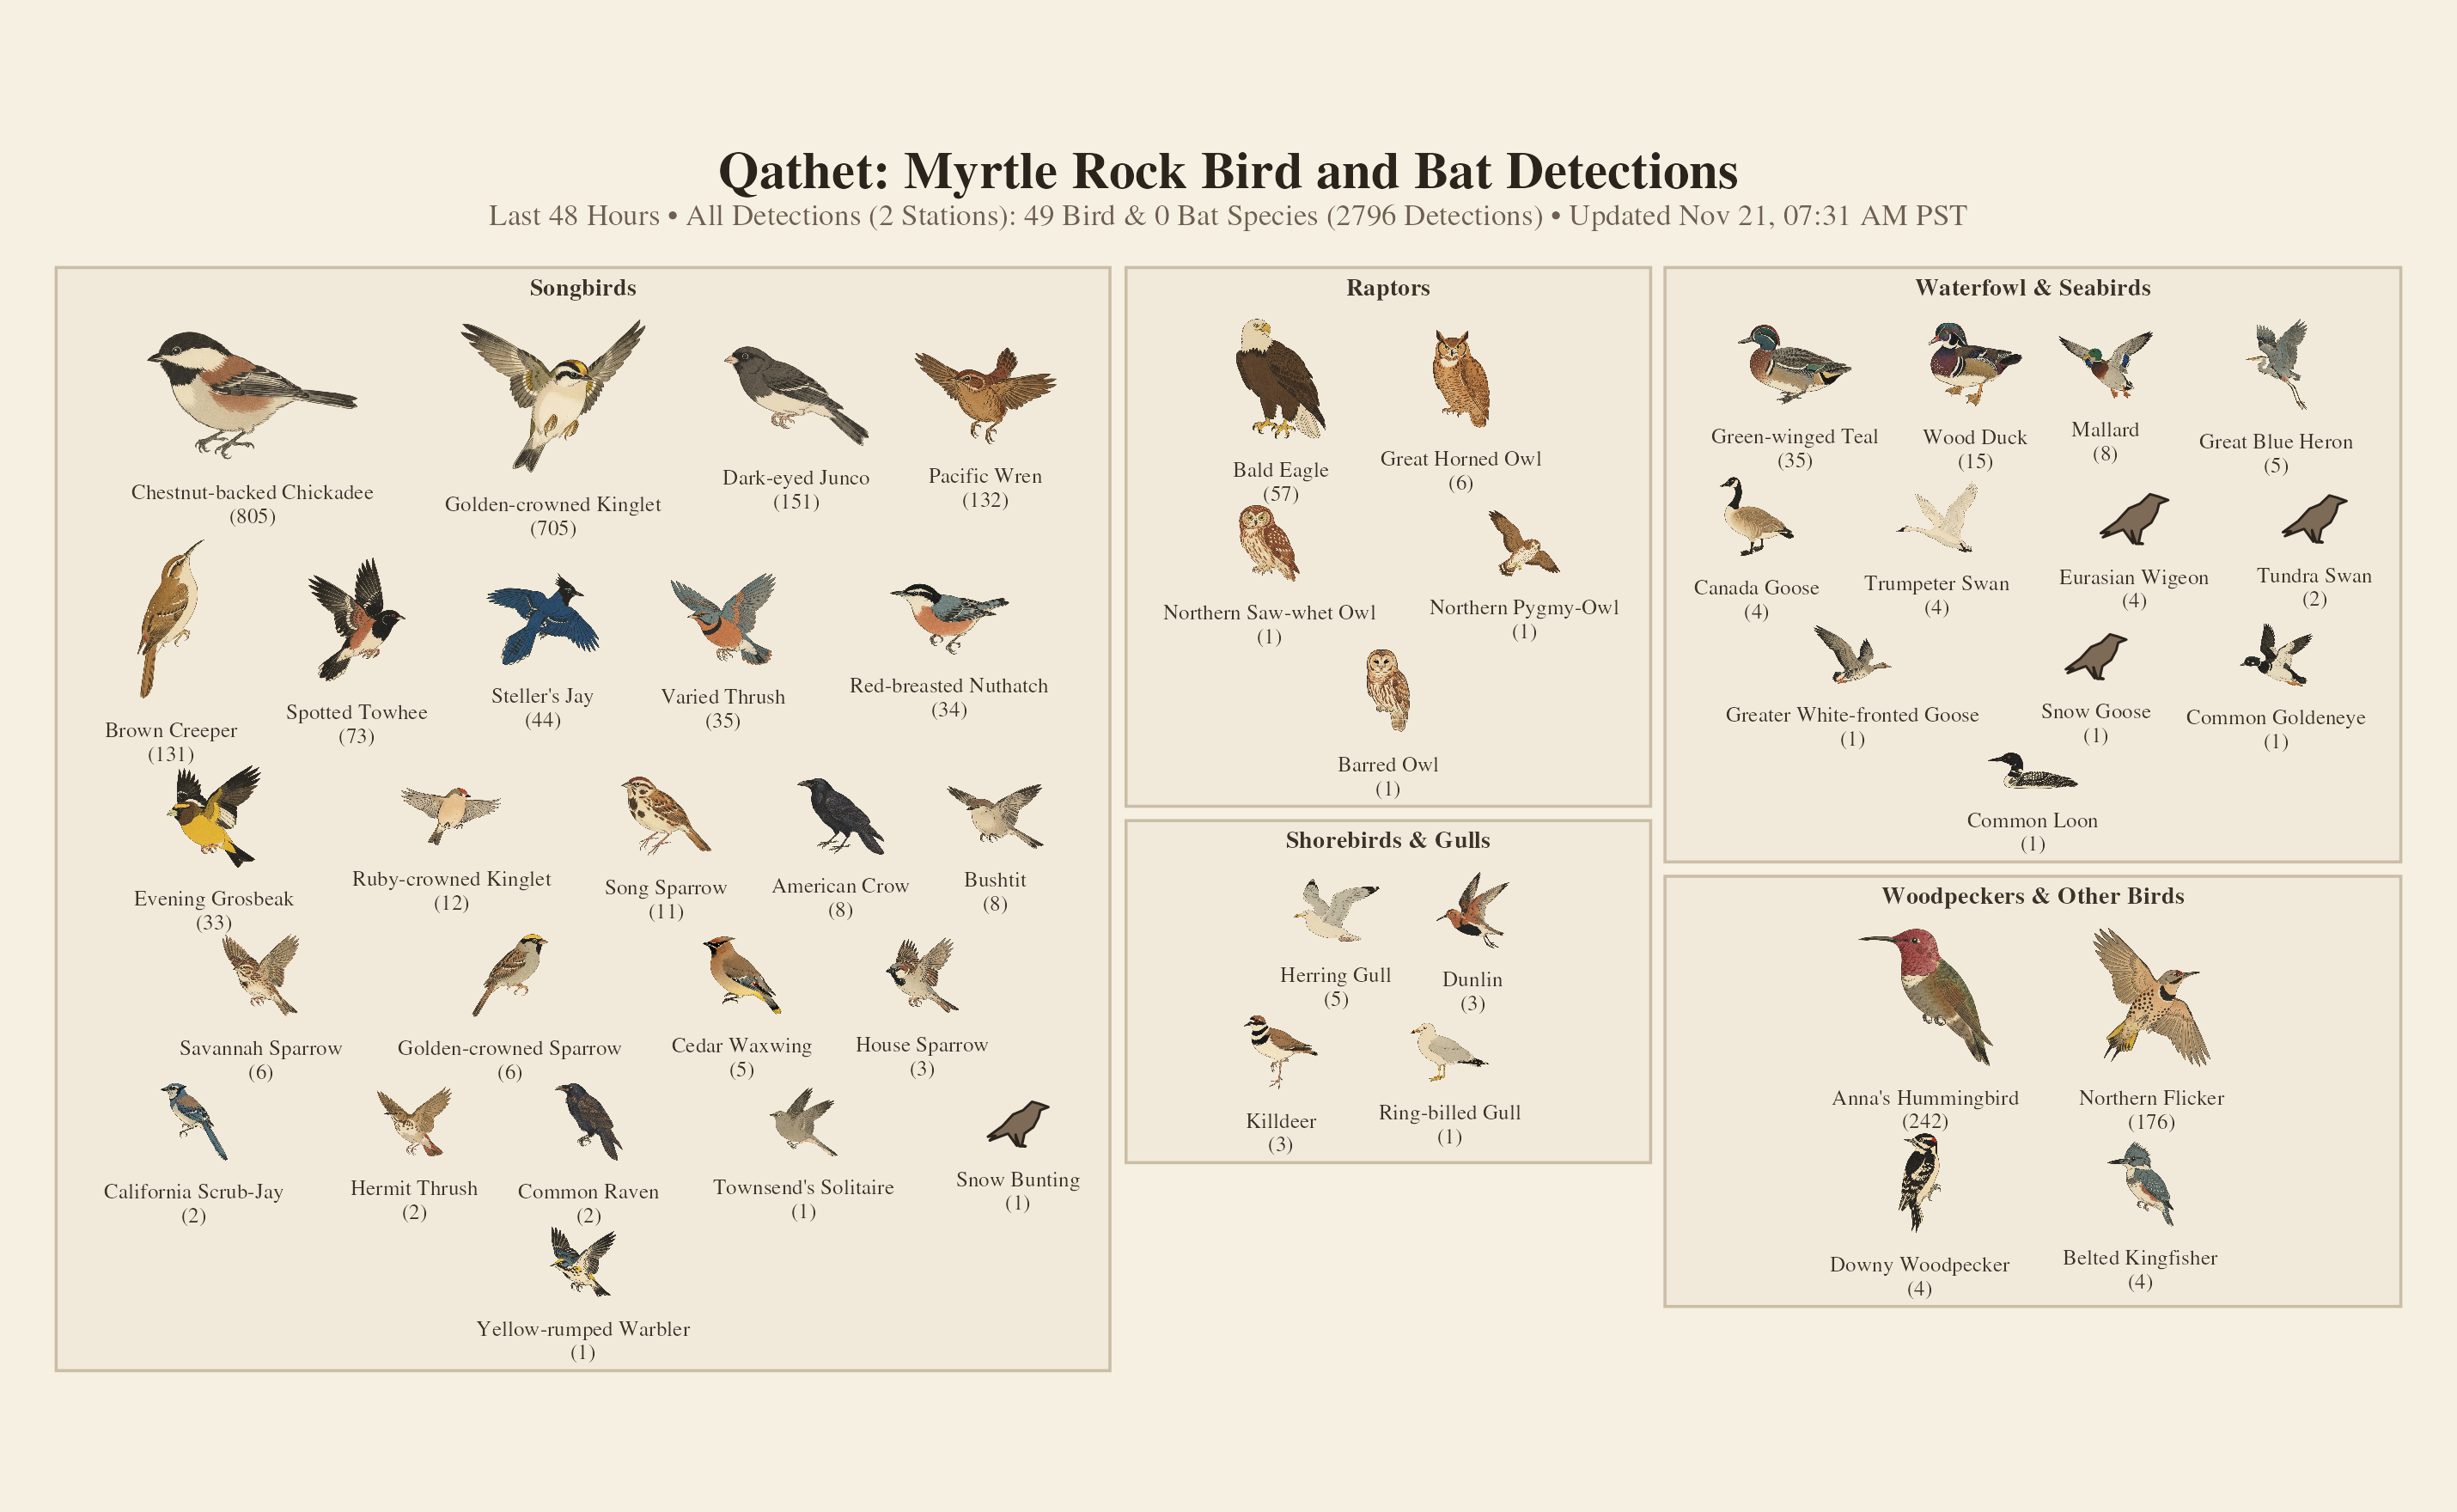 Qathet: Myrtle Rock Bird and Bat Detections
Last 48 Hours • All Detections (2 Stations): 49 Bird & 0 Bat Species (2796 Detections) • Updated Nov 21, 07:31 AM PST
Songbirds
Chestnut-backed Chickadee
(805)
Golden-crowned Kinglet
(705)
Dark-eyed Junco
(151)
Pacific Wren
(132)
Brown Creeper
(131)
Spotted Towhee
(73)
Steller's Jay
(44)
Varied Thrush
(35)
Red-breasted Nuthatch
(34)
Evening Grosbeak
(33)
Ruby-crowned Kinglet
(12)
Song Sparrow
(11)
American Crow
(8)
Bushtit
(8)
Savannah Sparrow
(6)
Golden-crowned Sparrow
(6)
Cedar Waxwing
(5)
House Sparrow
(3)
California Scrub-Jay
(2)
Hermit Thrush
(2)
Common Raven
(2)
Townsend's Solitaire
(1)
Snow Bunting
(1)
Yellow-rumped Warbler
(1)
Raptors
Bald Eagle
(57)
Great Horned Owl
(6)
Northern Saw-whet Owl
(1)
Northern Pygmy-Owl
(1)
Barred Owl
(1)
Shorebirds & Gulls
Herring Gull
(5)
Dunlin
(3)
Killdeer
(3)
Ring-billed Gull
(1)
Waterfowl & Seabirds
Green-winged Teal
(35)
Wood Duck
(15)
Mallard
(8)
Great Blue Heron
(5)
Canada Goose
(4)
Trumpeter Swan
(4)
Eurasian Wigeon
(4)
Tundra Swan
(2)
Greater White-fronted Goose
(1)
Snow Goose
(1)
Common Goldeneye
(1)
Common Loon
(1)
Woodpeckers & Other Birds
Anna's Hummingbird
(242)
Northern Flicker
(176)
Downy Woodpecker
(4)
Belted Kingfisher
(4)